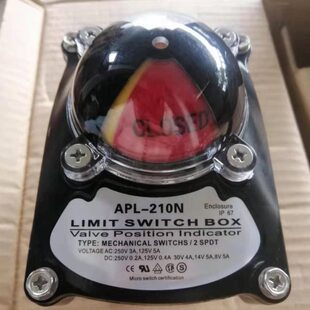 CLOSED
APL-210N
Enclosura
IP 67
LIMIT SWITCH BOX
Valve Position Indicator
TYPE: MECHANICAL SWITCHS / 2 SPDT
VOLTAGE AC:250V 3A,125V 5A
DC:250V 0.2A,125V 0.4A 30V 4A,14V 5A,8V 5A
Micro switch certification